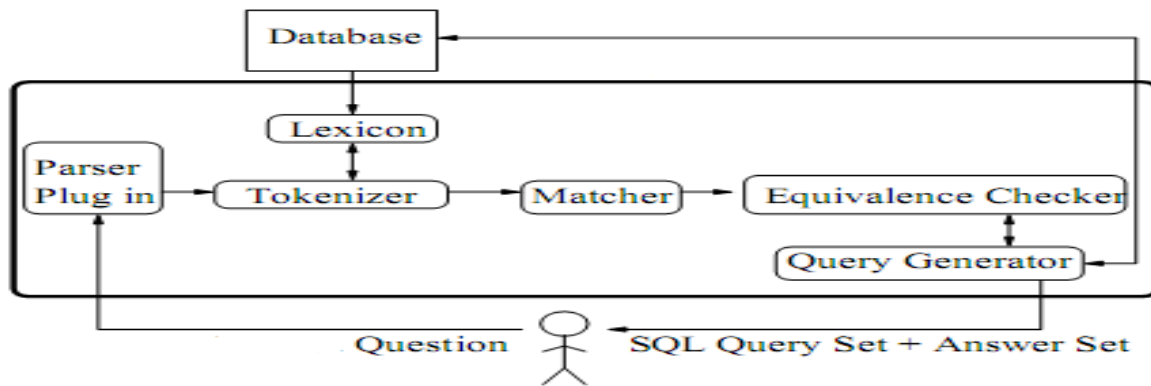 Database
Lexicon
Parser
Plug in
Tokenizer
Matcher
Equivalence Checker
Query Generator
Question
SQL Query Set + Answer Set